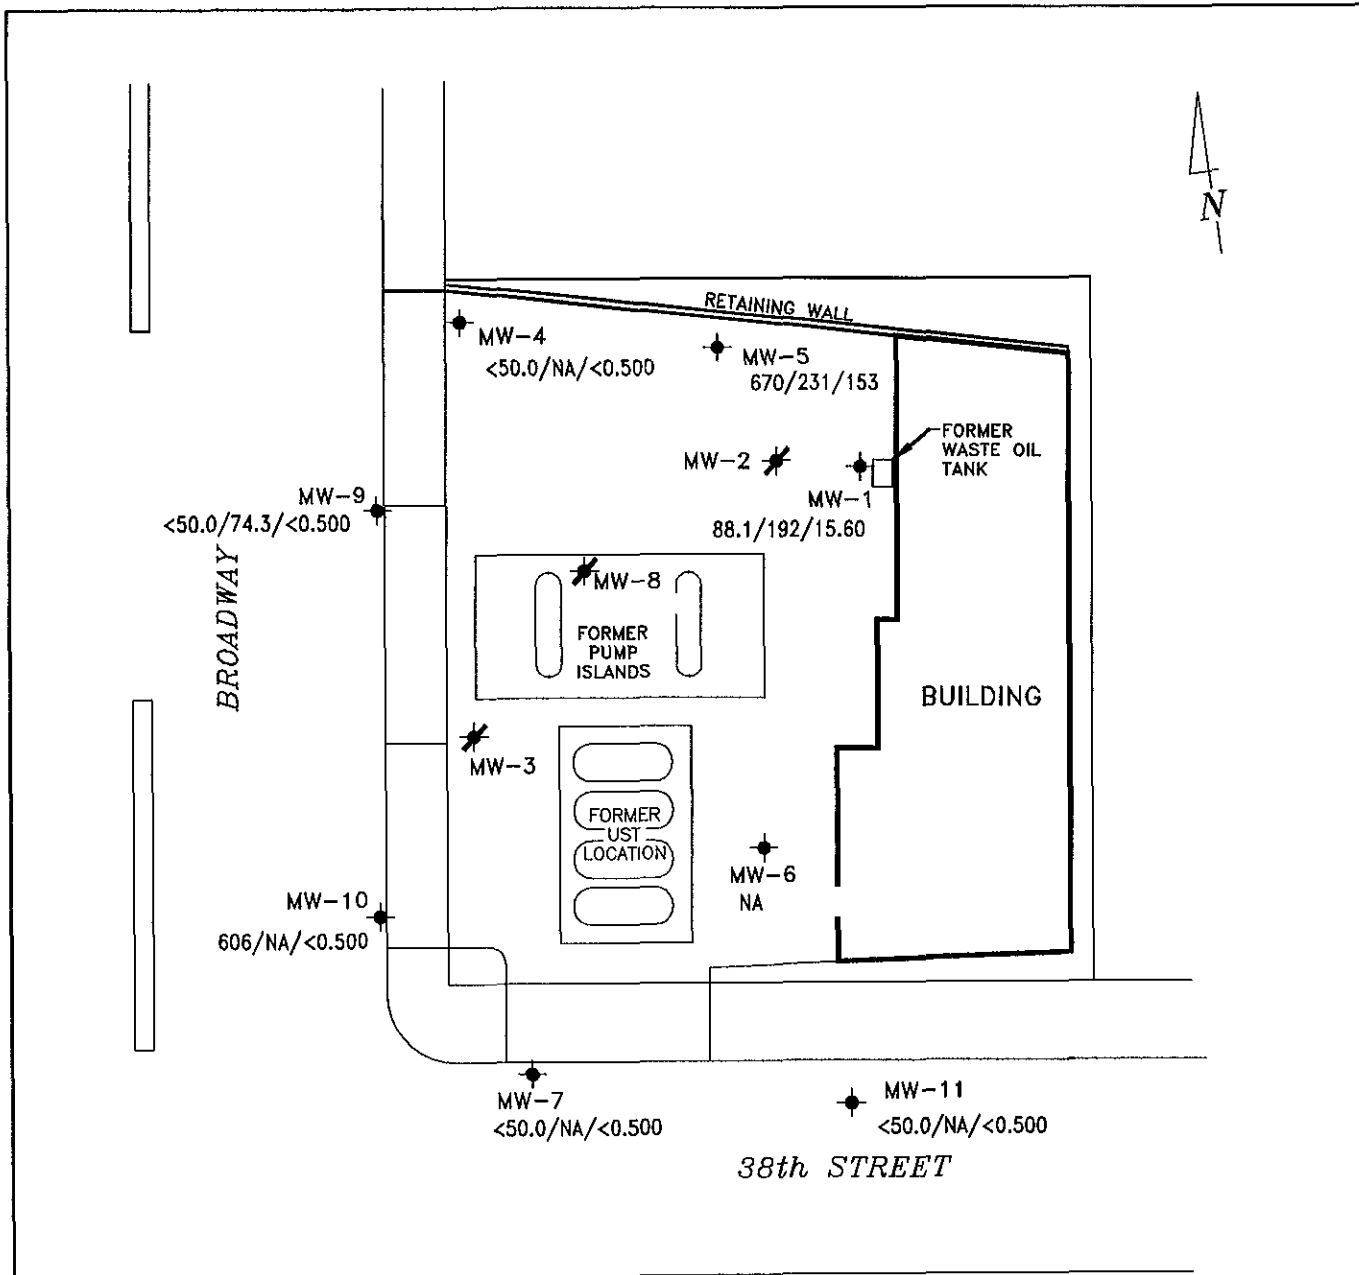 N
RETAINING WALL
MW-4
<50.0/NA/<0.500
MW-5
670/231/153
MW-2
FORMER
WASTE OIL
TANK
MW-1
88.1/192/15.60
MW-9
<50.0/74.3/<0.500
BROADWAY
MW-8
FORMER
PUMP
ISLANDS
BUILDING
MW-3
FORMER
UST
LOCATION
MW-6
NA
MW-10
606/NA/<0.500
MW-7
<50.0/NA/<0.500
MW-11
<50.0/NA/<0.500
38th STREET